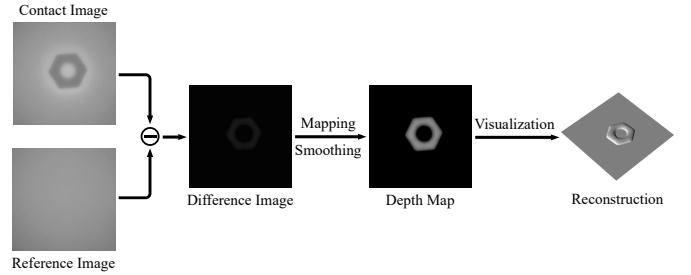 Contact Image
Mapping
Smoothing
Visualization
Difference Image
Depth Map
Reconstruction
Reference Image